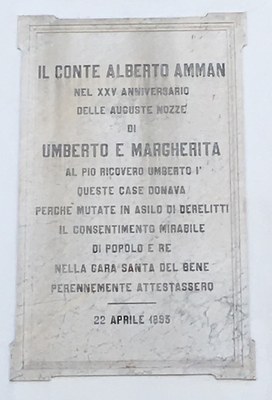 IL CONTE ALBERTO AMMAN
NEL XXV ANNIVERSARIO
DELLE AUGUSTE NOZZE
DI
UMBERTO E MARGHERITA
AL PIO RICOVERO UMBERTO I°
QUESTE CASE DONAVA
PERCHE MUTATE IN ASILO DI DERELITTI
IL CONSENTIMENTO MIRABILE
DI POPOLO E RE
NELLA GARA SANTA DEL BENE
PERENNEMENTE ATTESTASSERO
22 APRILE 1893